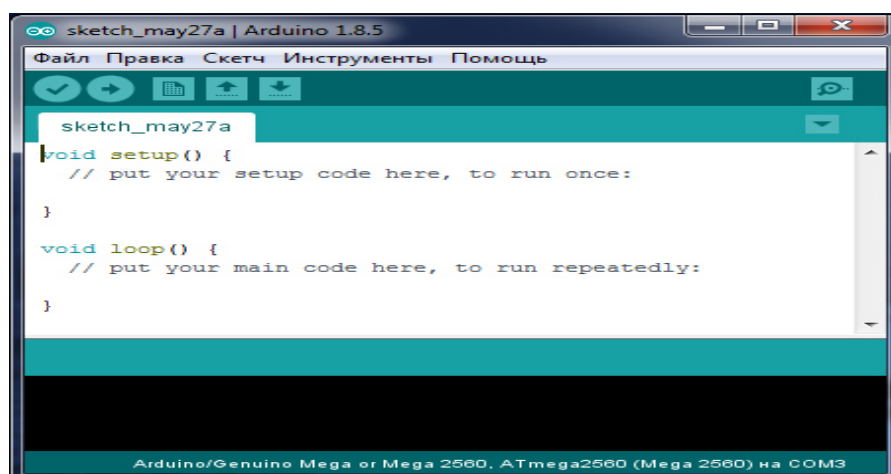 sketch_may27a | Arduino 1.8.5
Файл Правка Скетч Инструменты Помощь
sketch_may27a
void setup() {
// put your setup code here, to run once:
}
void loop() {
// put your main code here, to run repeatedly:
}
Arduino/Genuino Mega or Mega 2560, ATmega2560 (Mega 2560) на COM3